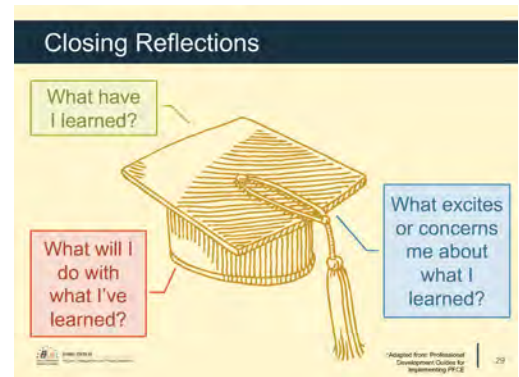 Closing Reflections
What have
I learned?
What excites
or concerns
me about
what I
learned?
What will I
do with
what I've
learned?
*Adapted from: Professional
Development Guides for
Implementing PFCE
29